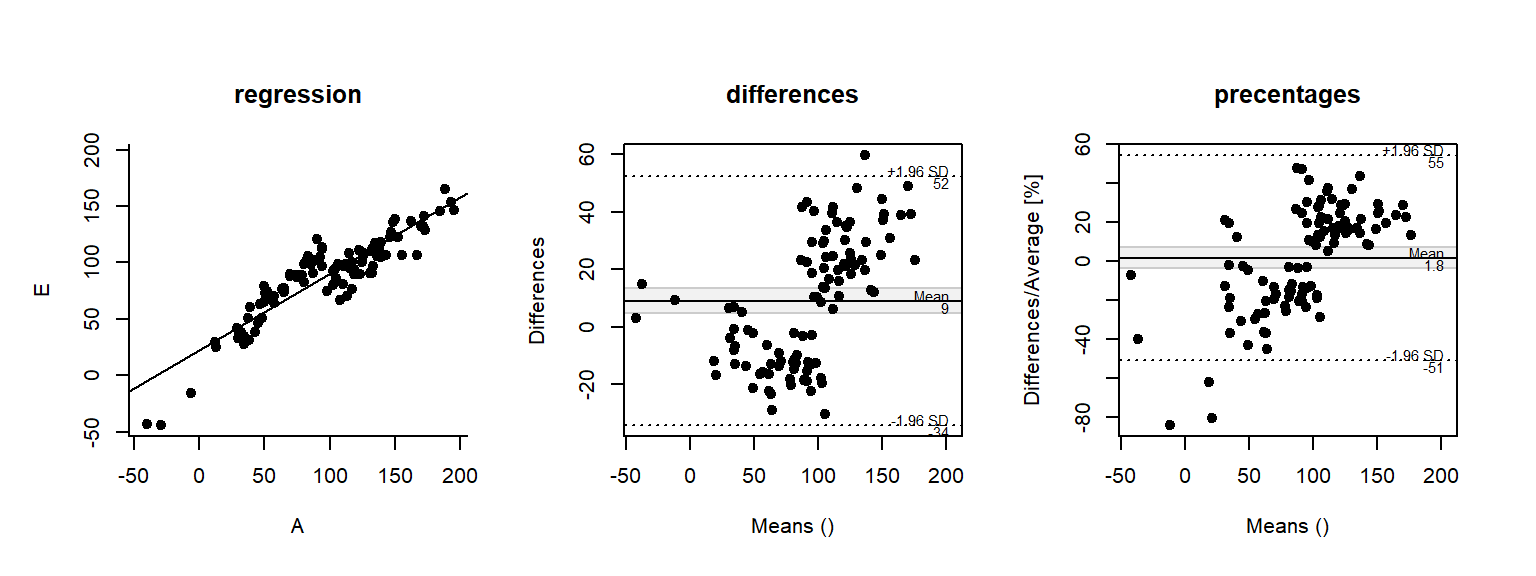 regression
200
150
100
50
0
-50
E
-50 0 50 100 150 200
A
differences
60
40
20
0
-20
Differences
+1.96 SD
52
Mean
9
-1.96 SD
-34
-50 0 50 100 150 200
Means ()
precentages
60
20
0
-40
-80
Differences/Average [%]
+1.96 SD
55
Mean
1.8
-1.96 SD
-51
-50 0 50 100 150 200
Means ()